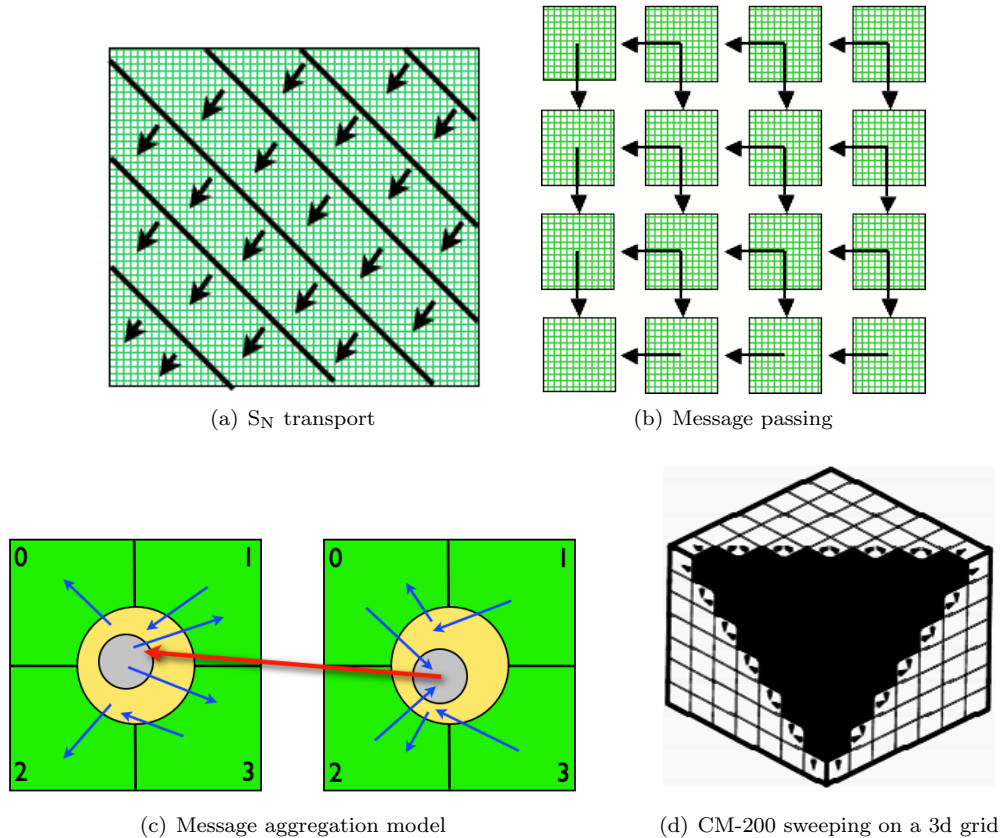 (a) S_N transport
(b) Message passing
0 1
2 3
0 1
2 3
(c) Message aggregation model
(d) CM-200 sweeping on a 3d grid